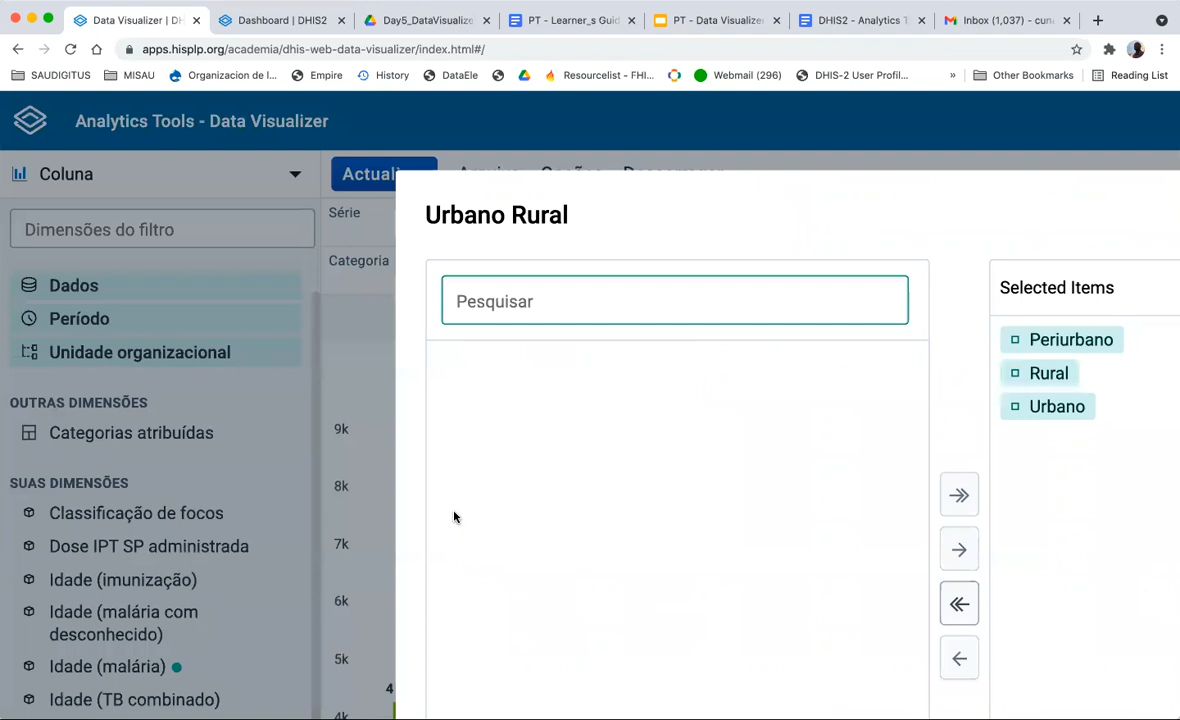 Data Visualizer | DH
Dashboard | DHIS2
Day5_DataVisualize
PT - Learner_s Guid
PT - Data Visualize
DHIS2 - Analytics T
Inbox (1,037) - cun
apps.hisplp.org/academia/dhis-web-data-visualizer/index.html#/
SAUDIGITUS
MISAU
Organizacion de I...
Empire
History
DataEle
Resourcelist - FHI...
Webmail (296)
DHIS-2 User Profil...
»
Other Bookmarks
Reading List
Analytics Tools - Data Visualizer
Coluna
Actuali
Dimensões do filtro
Série
Categoria
Dados
Período
Unidade organizacional
OUTRAS DIMENSÕES
Categorias atribuídas
SUAS DIMENSÕES
Classificação de focos
Dose IPT SP administrada
Idade (imunização)
Idade (malária com
desconhecido)
Idade (malária)
Idade (TB combinado)
9k
8k
7k
6k
5k
4
4k
Urbano Rural
Pesquisar
Selected Items
Periurbano
Rural
Urbano